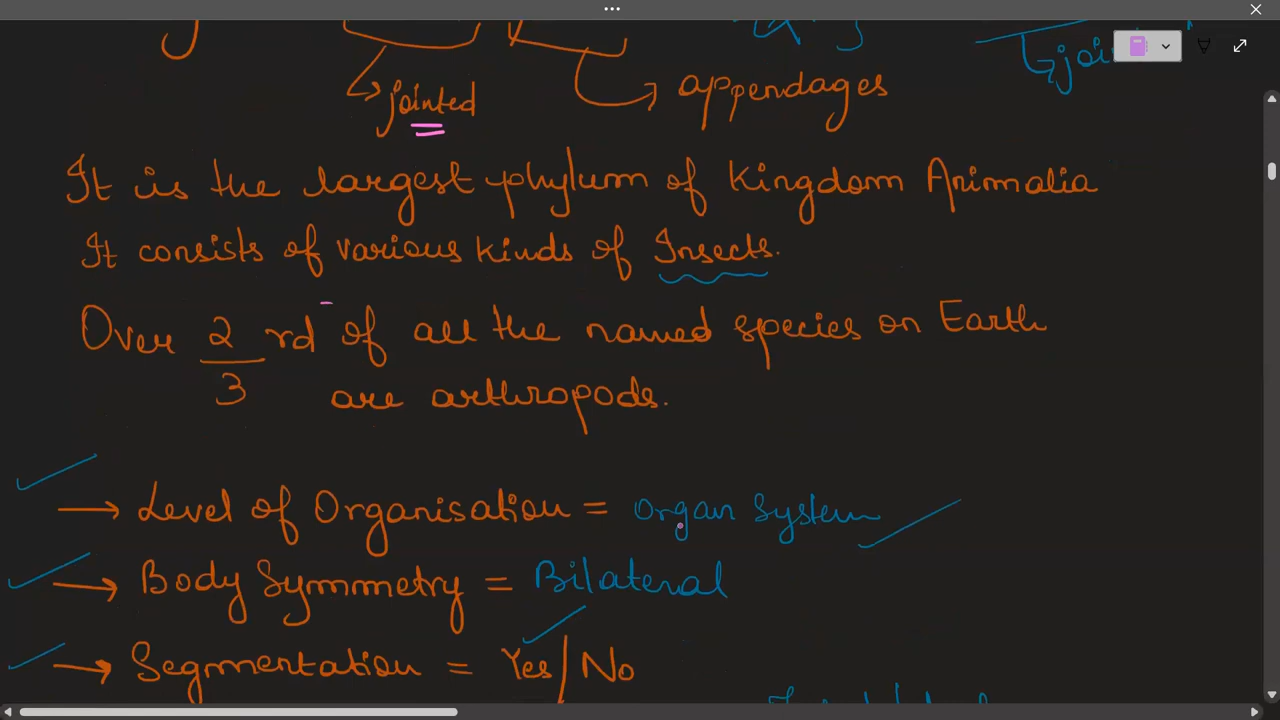 jointed
appendages
It is the largest phylum of Kingdom Animalia
It consists of various kinds of Insects.
Over 2/3 rd of all the named species on Earth
are arthropods.
→ Level of Organisation = Organ System
→ Body Symmetry = Bilateral
→ Segmentation = Yes/No